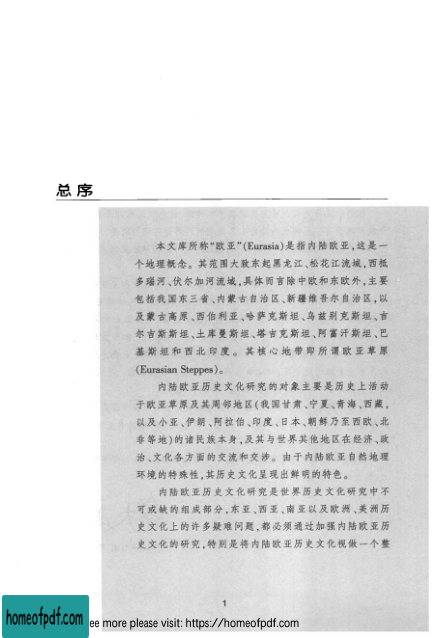 总序
本文库所称“欧亚”(Eurasia)是指内陆欧亚,这是一
个地理概念。其范围大致东起黑龙江、松花江流域,西抵
多瑙河、伏尔加河流域,具体而言除中欧和东欧外,主要
包括我国东三省、内蒙古自治区、新疆维吾尔自治区,以
及蒙古高原、西伯利亚、哈萨克斯坦、乌兹别克斯坦、吉
尔吉斯斯坦、土库曼斯坦、塔吉克斯坦、阿富汗斯坦、巴
基斯坦和西北印度。其核心地带即所谓欧亚草原
(Eurasian Steppes)。
内陆欧亚历史文化研究的对象主要是历史上活动
于欧亚草原及其周邻地区(我国甘肃、宁夏、青海、西藏,
以及小亚、伊朗、阿拉伯、印度、日本、朝鲜乃至西欧、北
非等地)的诸民族本身,及其与世界其他地区在经济、政
治、文化各方面的交流和交涉。由于内陆欧亚自然地理
环境的特殊性,其历史文化呈现出鲜明的特色。
内陆欧亚历史文化研究是世界历史文化研究中不
可或缺的组成部分,东亚、西亚、南亚以及欧洲、美洲历
史文化上的许多疑难问题,都必须通过加强内陆欧亚历
史文化的研究,特别是将内陆欧亚历史文化视做一个整
1
homeofpdf.com
ee more please visit: https://homeofpdf.com